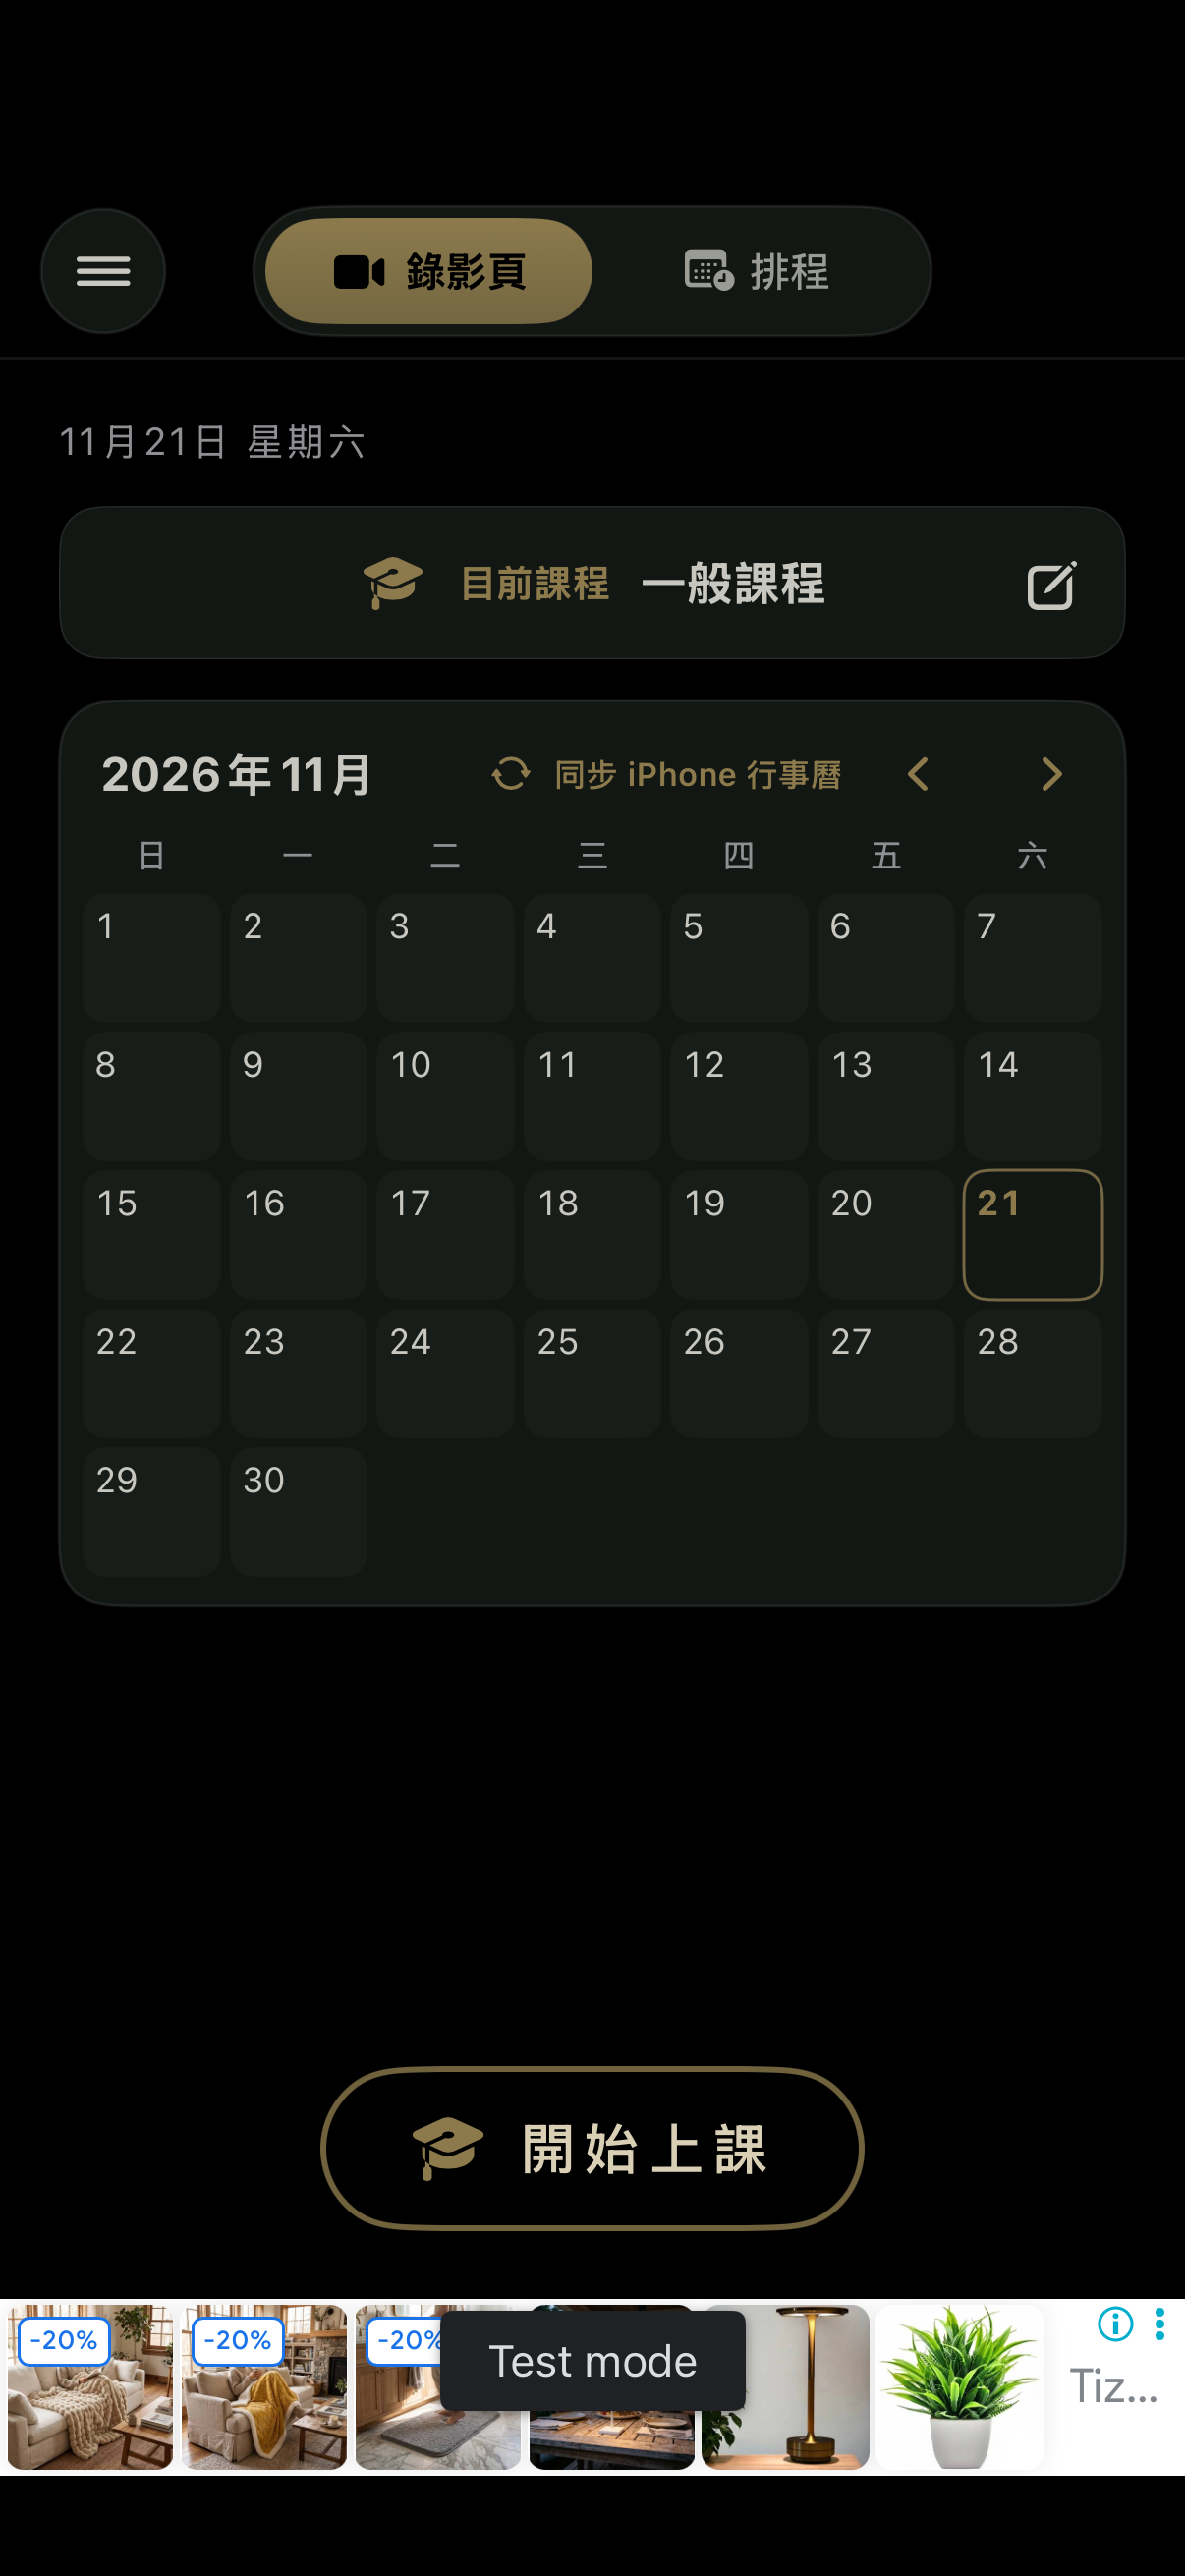 錄影頁 排程
11月21日 星期六
目前課程 一般課程
2026年11月 同步 iPhone 行事曆
日 一 二 三 四 五 六
1 2 3 4 5 6 7
8 9 10 11 12 13 14
15 16 17 18 19 20 21
22 23 24 25 26 27 28
29 30
開始上課
-20% -20% -20%
Test mode
Tiz...